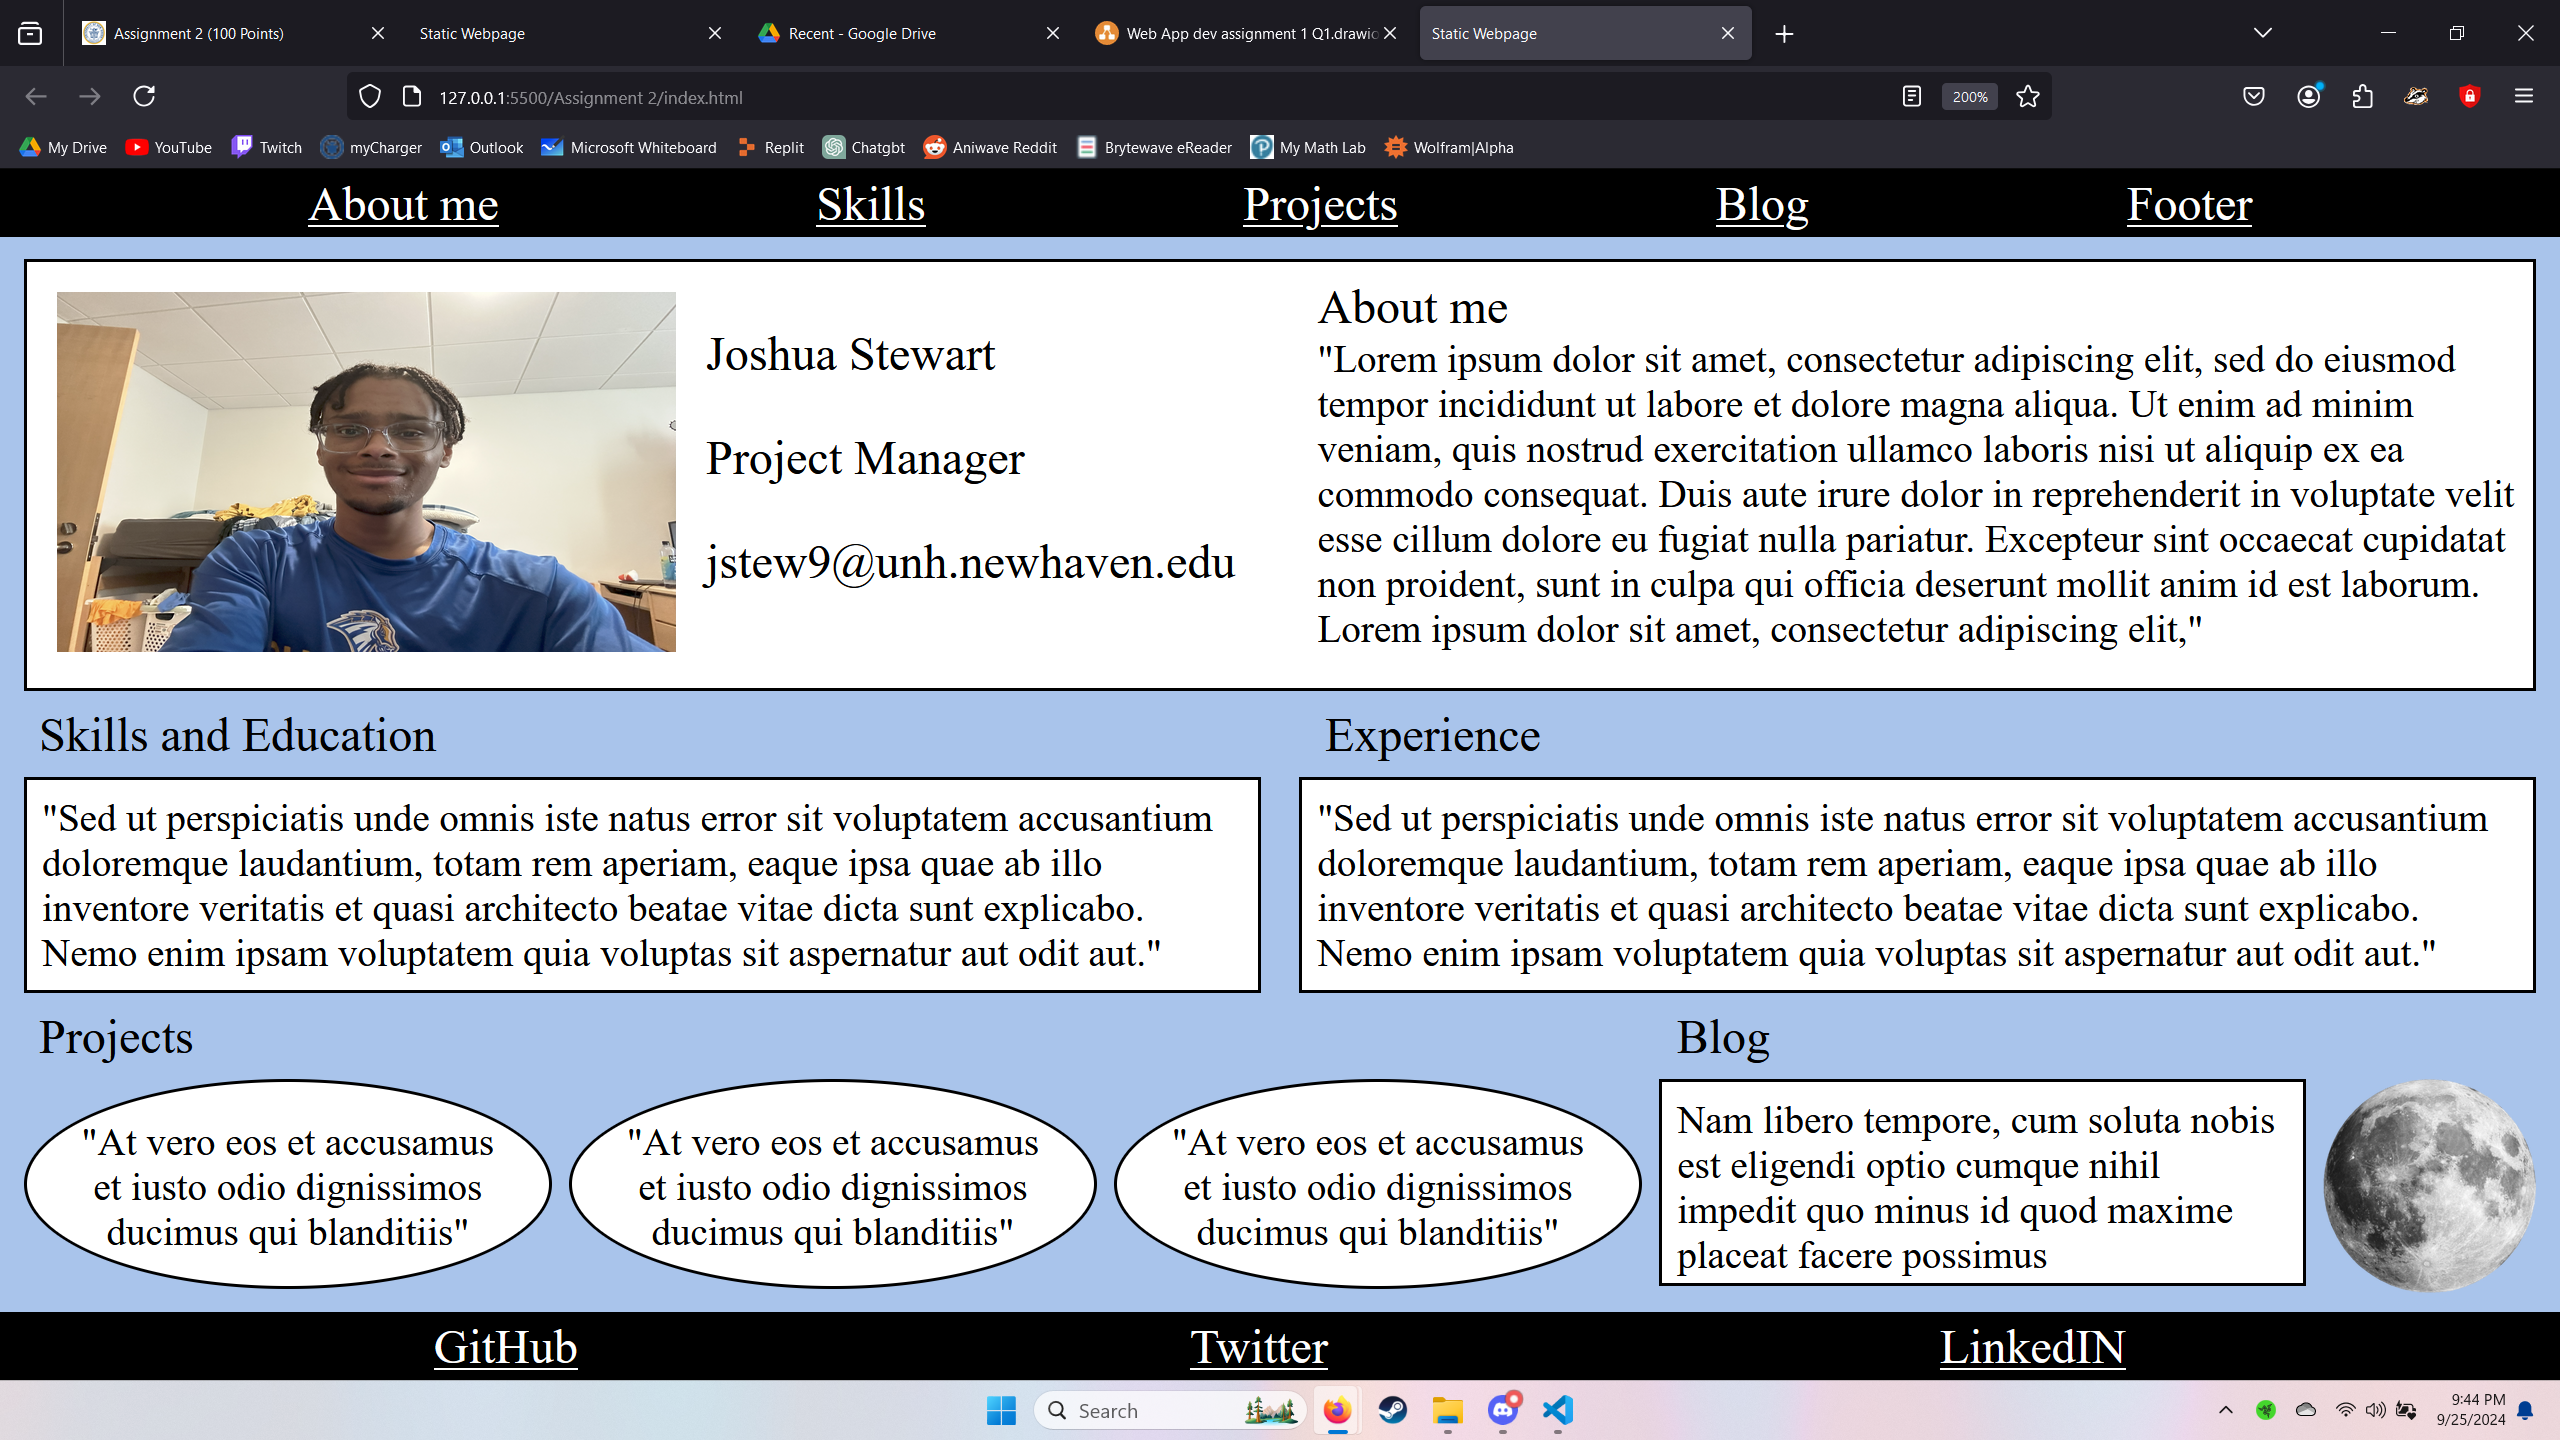 Assignment 2 (100 Points)
Static Webpage
Recent - Google Drive
Web App dev assignment 1 Q1.drawio
Static Webpage
127.0.0.1:5500/Assignment 2/index.html
200%
My Drive
YouTube
Twitch
myCharger
Outlook
Microsoft Whiteboard
Replit
Chatgbt
Aniwave Reddit
Brytewave eReader
My Math Lab
Wolfram|Alpha
About me
Skills
Projects
Blog
Footer
Joshua Stewart
Project Manager
jstew9@unh.newhaven.edu
About me
"Lorem ipsum dolor sit amet, consectetur adipiscing elit, sed do eiusmod
tempor incididunt ut labore et dolore magna aliqua. Ut enim ad minim
veniam, quis nostrud exercitation ullamco laboris nisi ut aliquip ex ea
commodo consequat. Duis aute irure dolor in reprehenderit in voluptate velit
esse cillum dolore eu fugiat nulla pariatur. Excepteur sint occaecat cupidatat
non proident, sunt in culpa qui officia deserunt mollit anim id est laborum.
Lorem ipsum dolor sit amet, consectetur adipiscing elit,"
Skills and Education
"Sed ut perspiciatis unde omnis iste natus error sit voluptatem accusantium
doloremque laudantium, totam rem aperiam, eaque ipsa quae ab illo
inventore veritatis et quasi architecto beatae vitae dicta sunt explicabo.
Nemo enim ipsam voluptatem quia voluptas sit aspernatur aut odit aut."
Experience
"Sed ut perspiciatis unde omnis iste natus error sit voluptatem accusantium
doloremque laudantium, totam rem aperiam, eaque ipsa quae ab illo
inventore veritatis et quasi architecto beatae vitae dicta sunt explicabo.
Nemo enim ipsam voluptatem quia voluptas sit aspernatur aut odit aut."
Projects
"At vero eos et accusamus
et iusto odio dignissimos
ducimus qui blanditiis"
"At vero eos et accusamus
et iusto odio dignissimos
ducimus qui blanditiis"
"At vero eos et accusamus
et iusto odio dignissimos
ducimus qui blanditiis"
Blog
Nam libero tempore, cum soluta nobis
est eligendi optio cumque nihil
impedit quo minus id quod maxime
placeat facere possimus
GitHub
Twitter
LinkedIN
Search
9:44 PM
9/25/2024